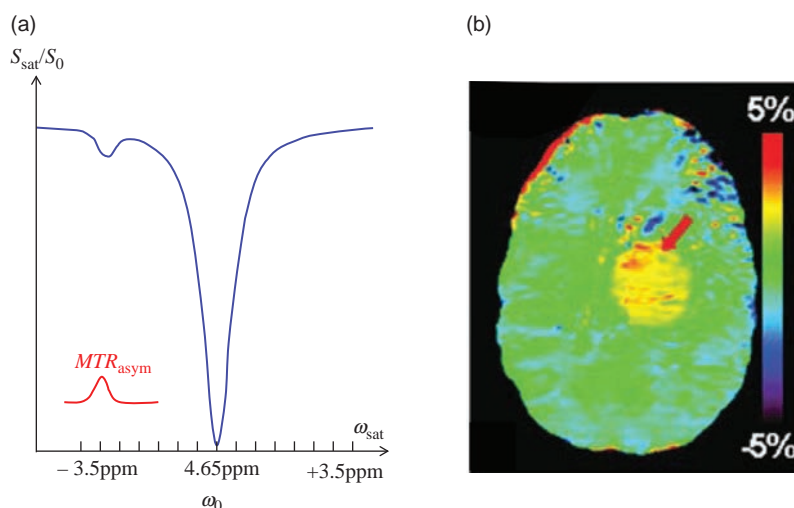 (a)
S_sat/S_0
MTR_asym
ω_sat
– 3.5ppm 4.65ppm +3.5ppm
ω_0
(b)
5%
-5%